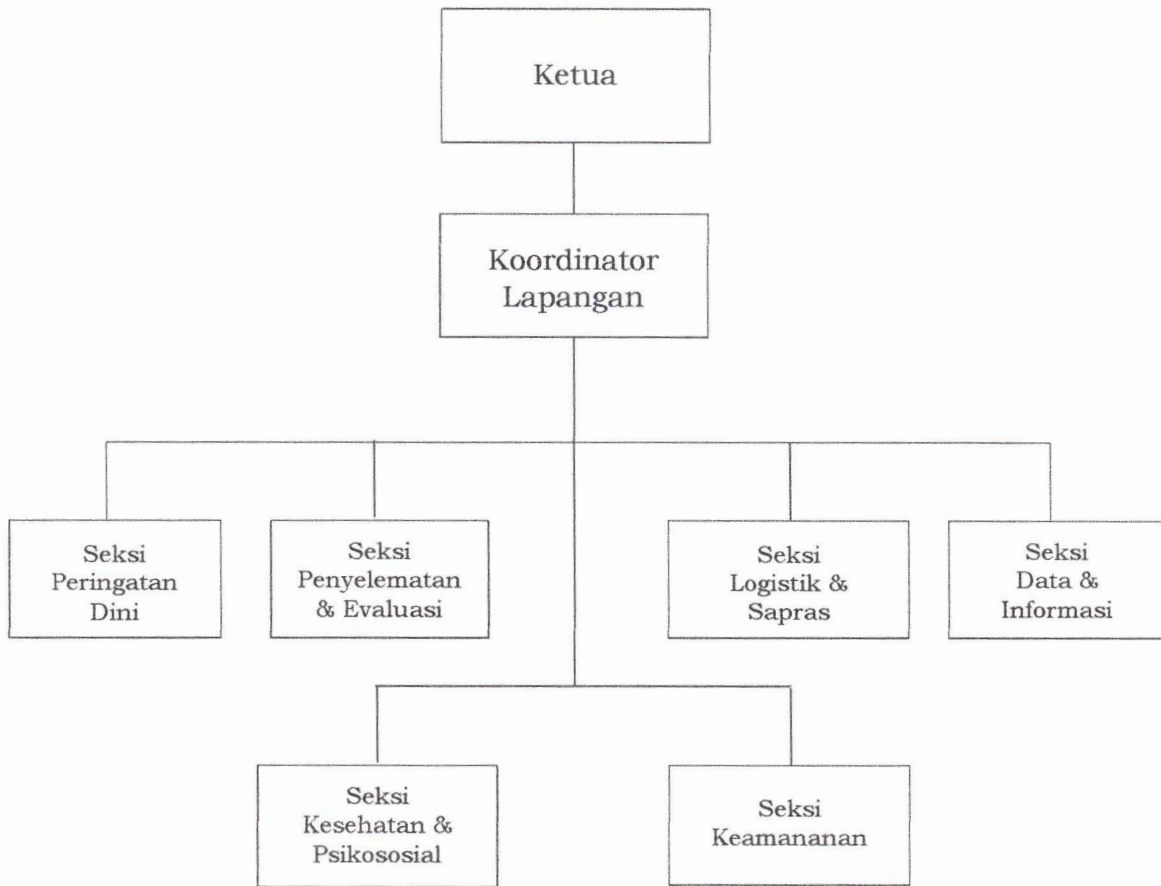 Ketua
Koordinator
Lapangan
Seksi
Peringatan
Dini
Seksi
Penyelematan
& Evaluasi
Seksi
Logistik &
Sapras
Seksi
Data &
Informasi
Seksi
Kesehatan &
Psikososial
Seksi
Keamananan